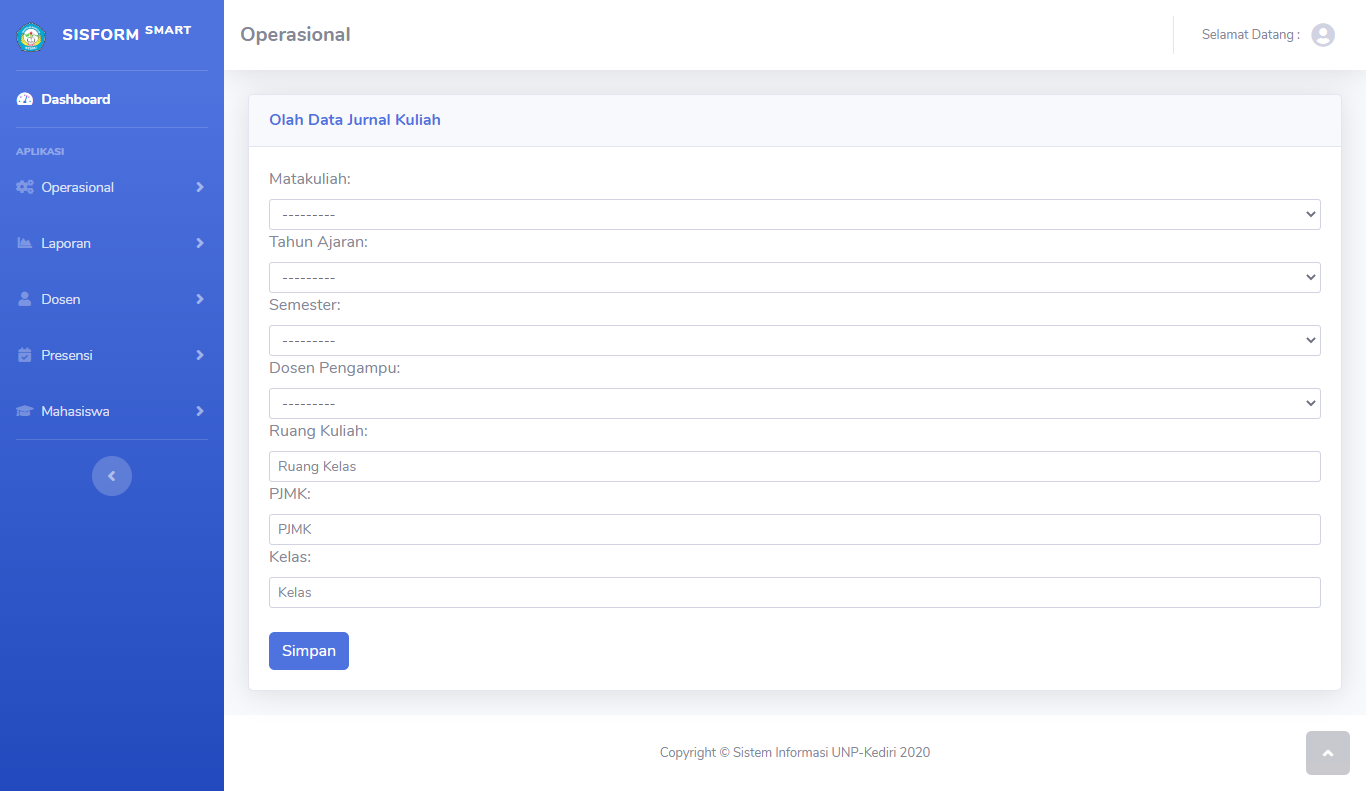 SISFORM SMART
Dashboard
APLIKASI
Operasional
Laporan
Dosen
Presensi
Mahasiswa
Operasional
Selamat Datang :
Olah Data Jurnal Kuliah
Matakuliah:
---------
Tahun Ajaran:
---------
Semester:
---------
Dosen Pengampu:
---------
Ruang Kuliah:
Ruang Kelas
PJMK:
PJMK
Kelas:
Kelas
Simpan
Copyright © Sistem Informasi UNP-Kediri 2020